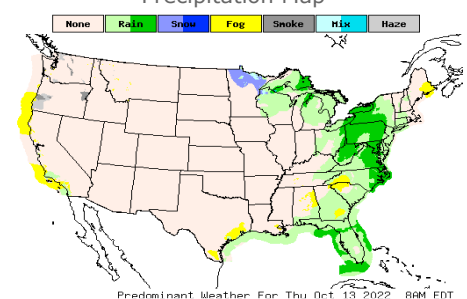 Precipitation Map
None Rain Snow Fog Smoke Mix Haze
Predominant Weather For Thu Oct 13 2022 8AM EDT